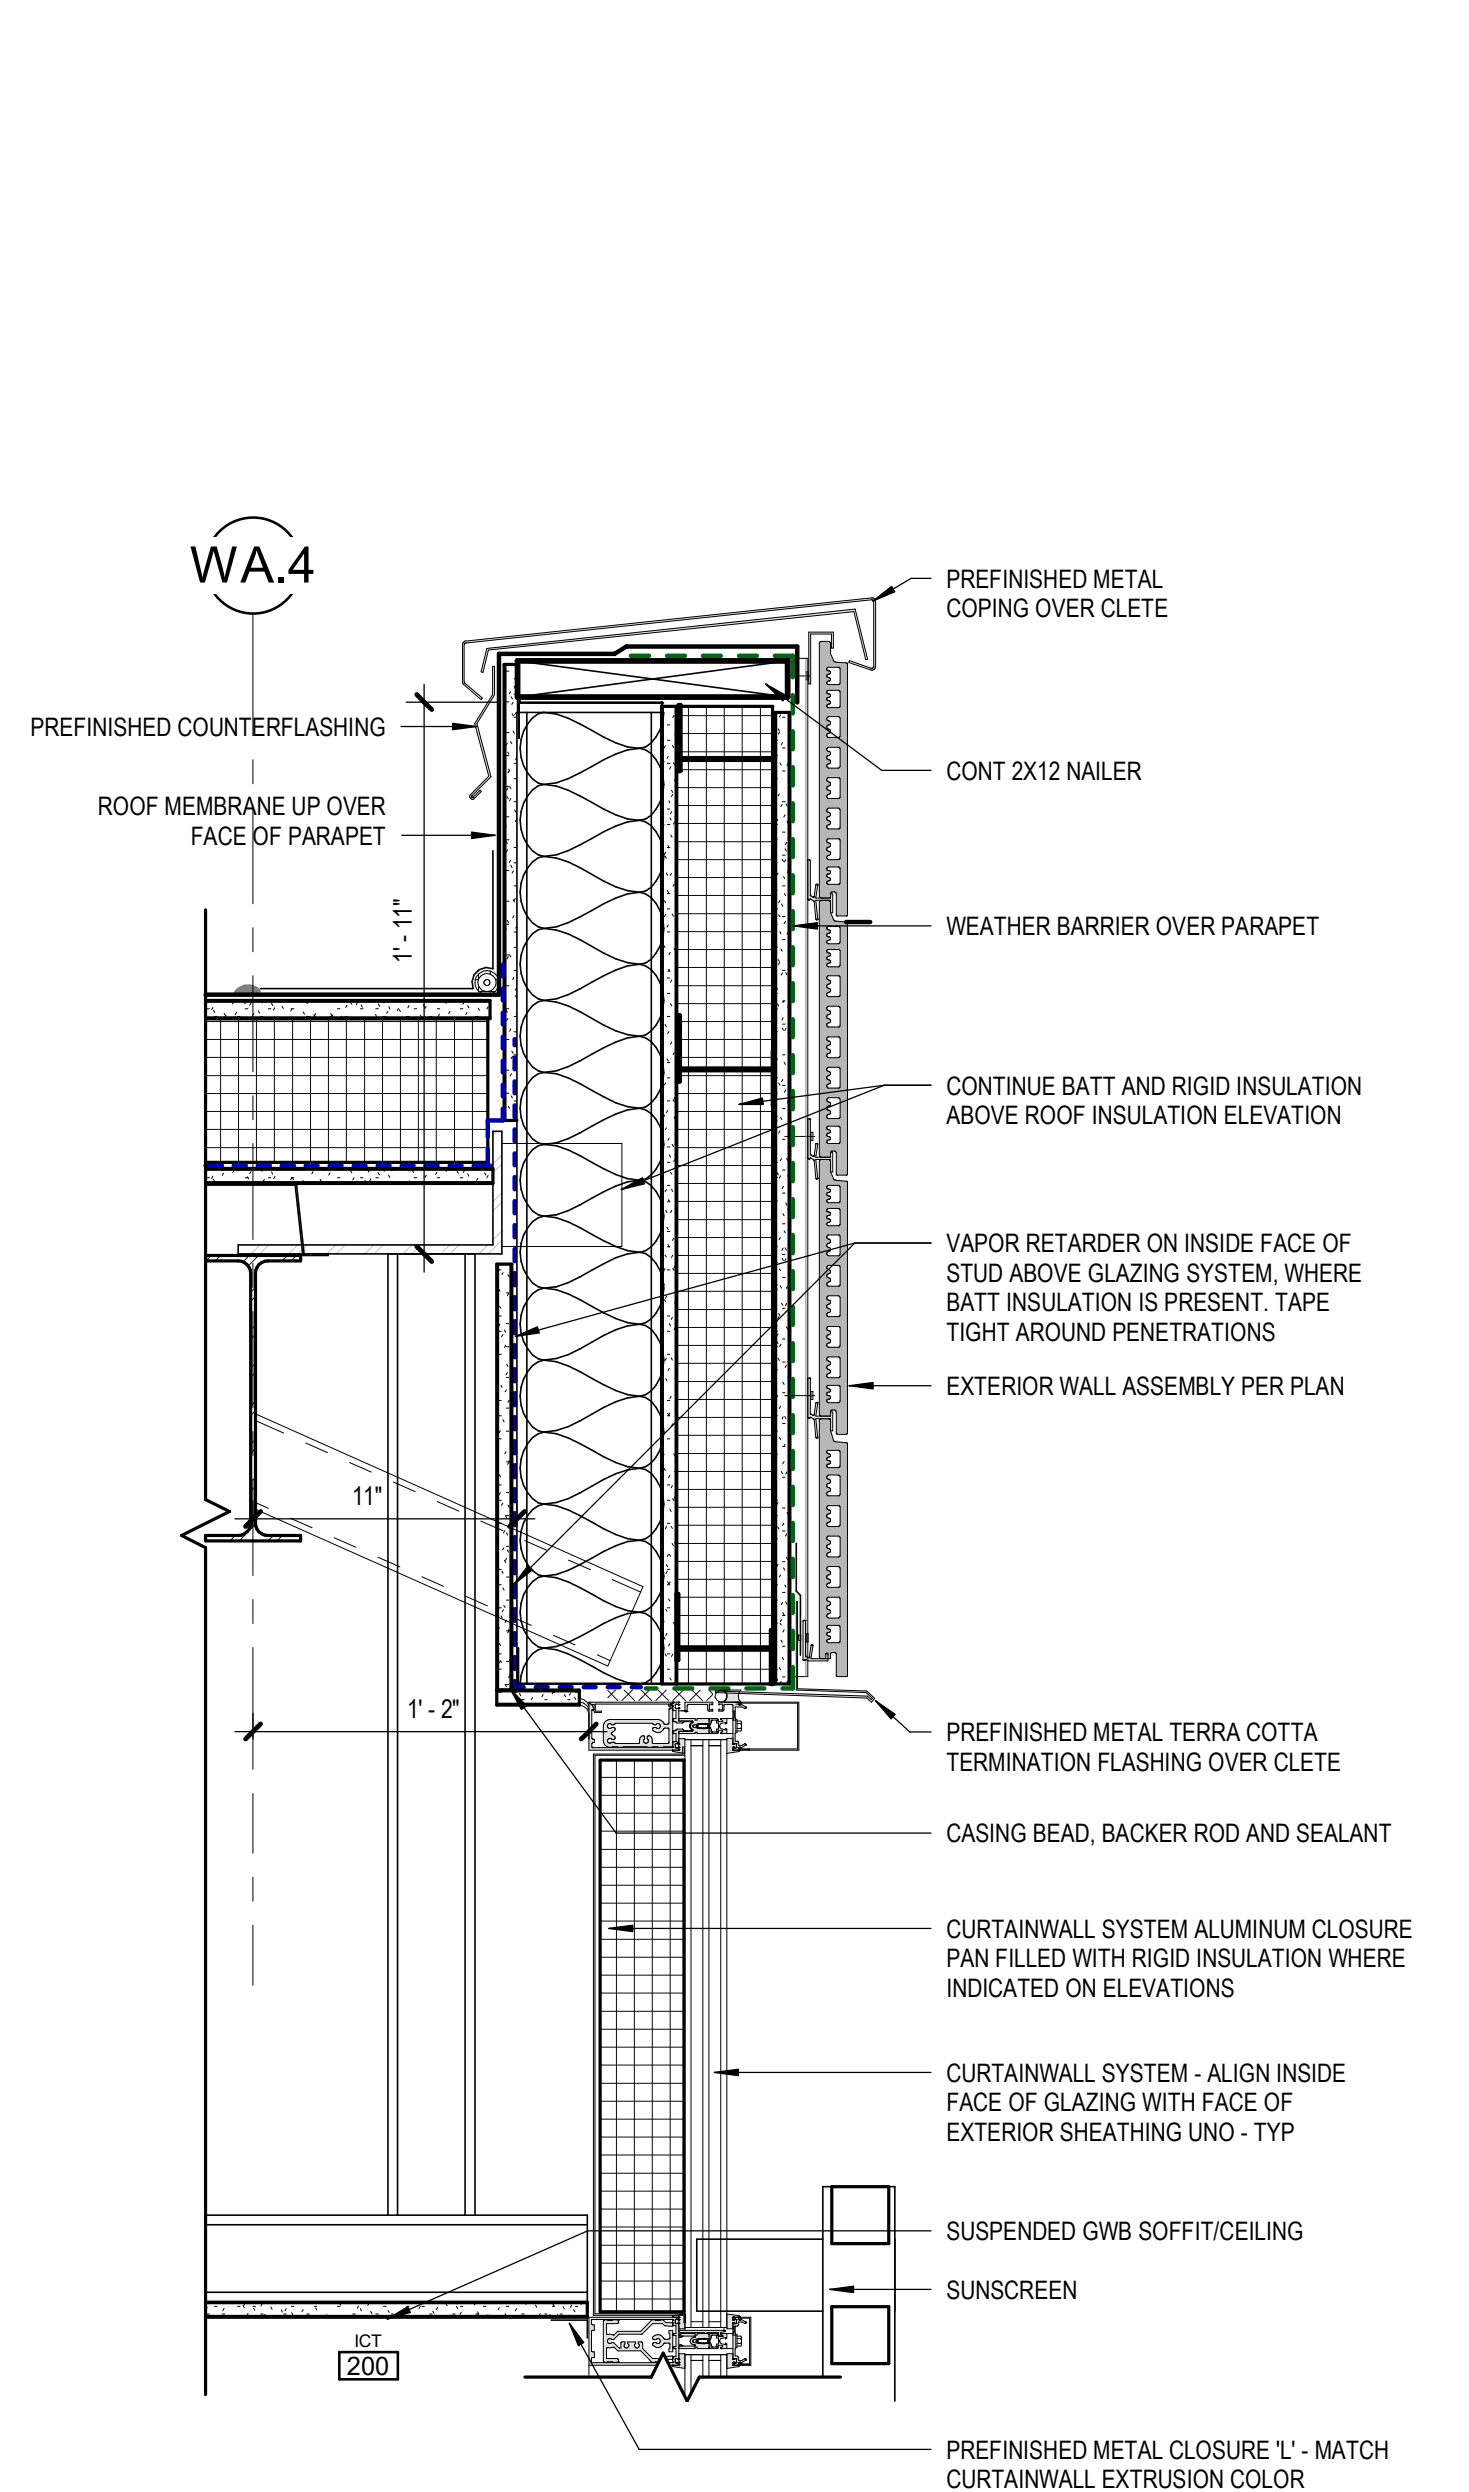 WA.4
PREFINISHED METAL
COPING OVER CLETE
PREFINISHED COUNTERFLASHING
CONT 2X12 NAILER
ROOF MEMBRANE UP OVER
FACE OF PARAPET
1' - 11"
WEATHER BARRIER OVER PARAPET
CONTINUE BATT AND RIGID INSULATION
ABOVE ROOF INSULATION ELEVATION
VAPOR RETARDER ON INSIDE FACE OF
STUD ABOVE GLAZING SYSTEM, WHERE
BATT INSULATION IS PRESENT. TAPE
TIGHT AROUND PENETRATIONS
EXTERIOR WALL ASSEMBLY PER PLAN
11"
1' - 2"
PREFINISHED METAL TERRA COTTA
TERMINATION FLASHING OVER CLETE
CASING BEAD, BACKER ROD AND SEALANT
CURTAINWALL SYSTEM ALUMINUM CLOSURE
PAN FILLED WITH RIGID INSULATION WHERE
INDICATED ON ELEVATIONS
CURTAINWALL SYSTEM - ALIGN INSIDE
FACE OF GLAZING WITH FACE OF
EXTERIOR SHEATHING UNO - TYP
SUSPENDED GWB SOFFIT/CEILING
SUNSCREEN
ICT
200
PREFINISHED METAL CLOSURE 'L' - MATCH
CURTAINWALL EXTRUSION COLOR